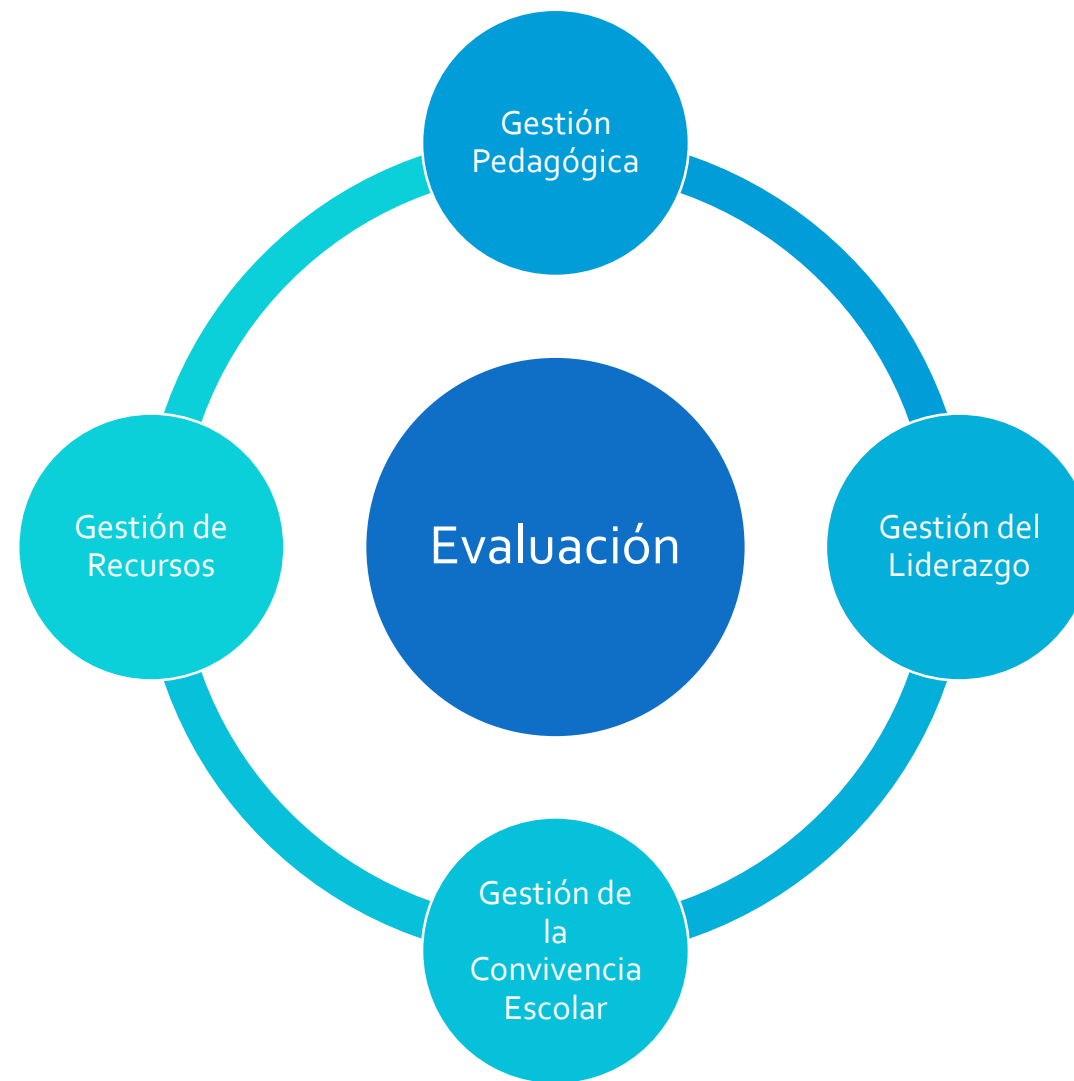 Gestión
Pedagógica
Gestión de
Recursos
Evaluación
Gestión del
Liderazgo
Gestión de
la
Convivencia
Escolar